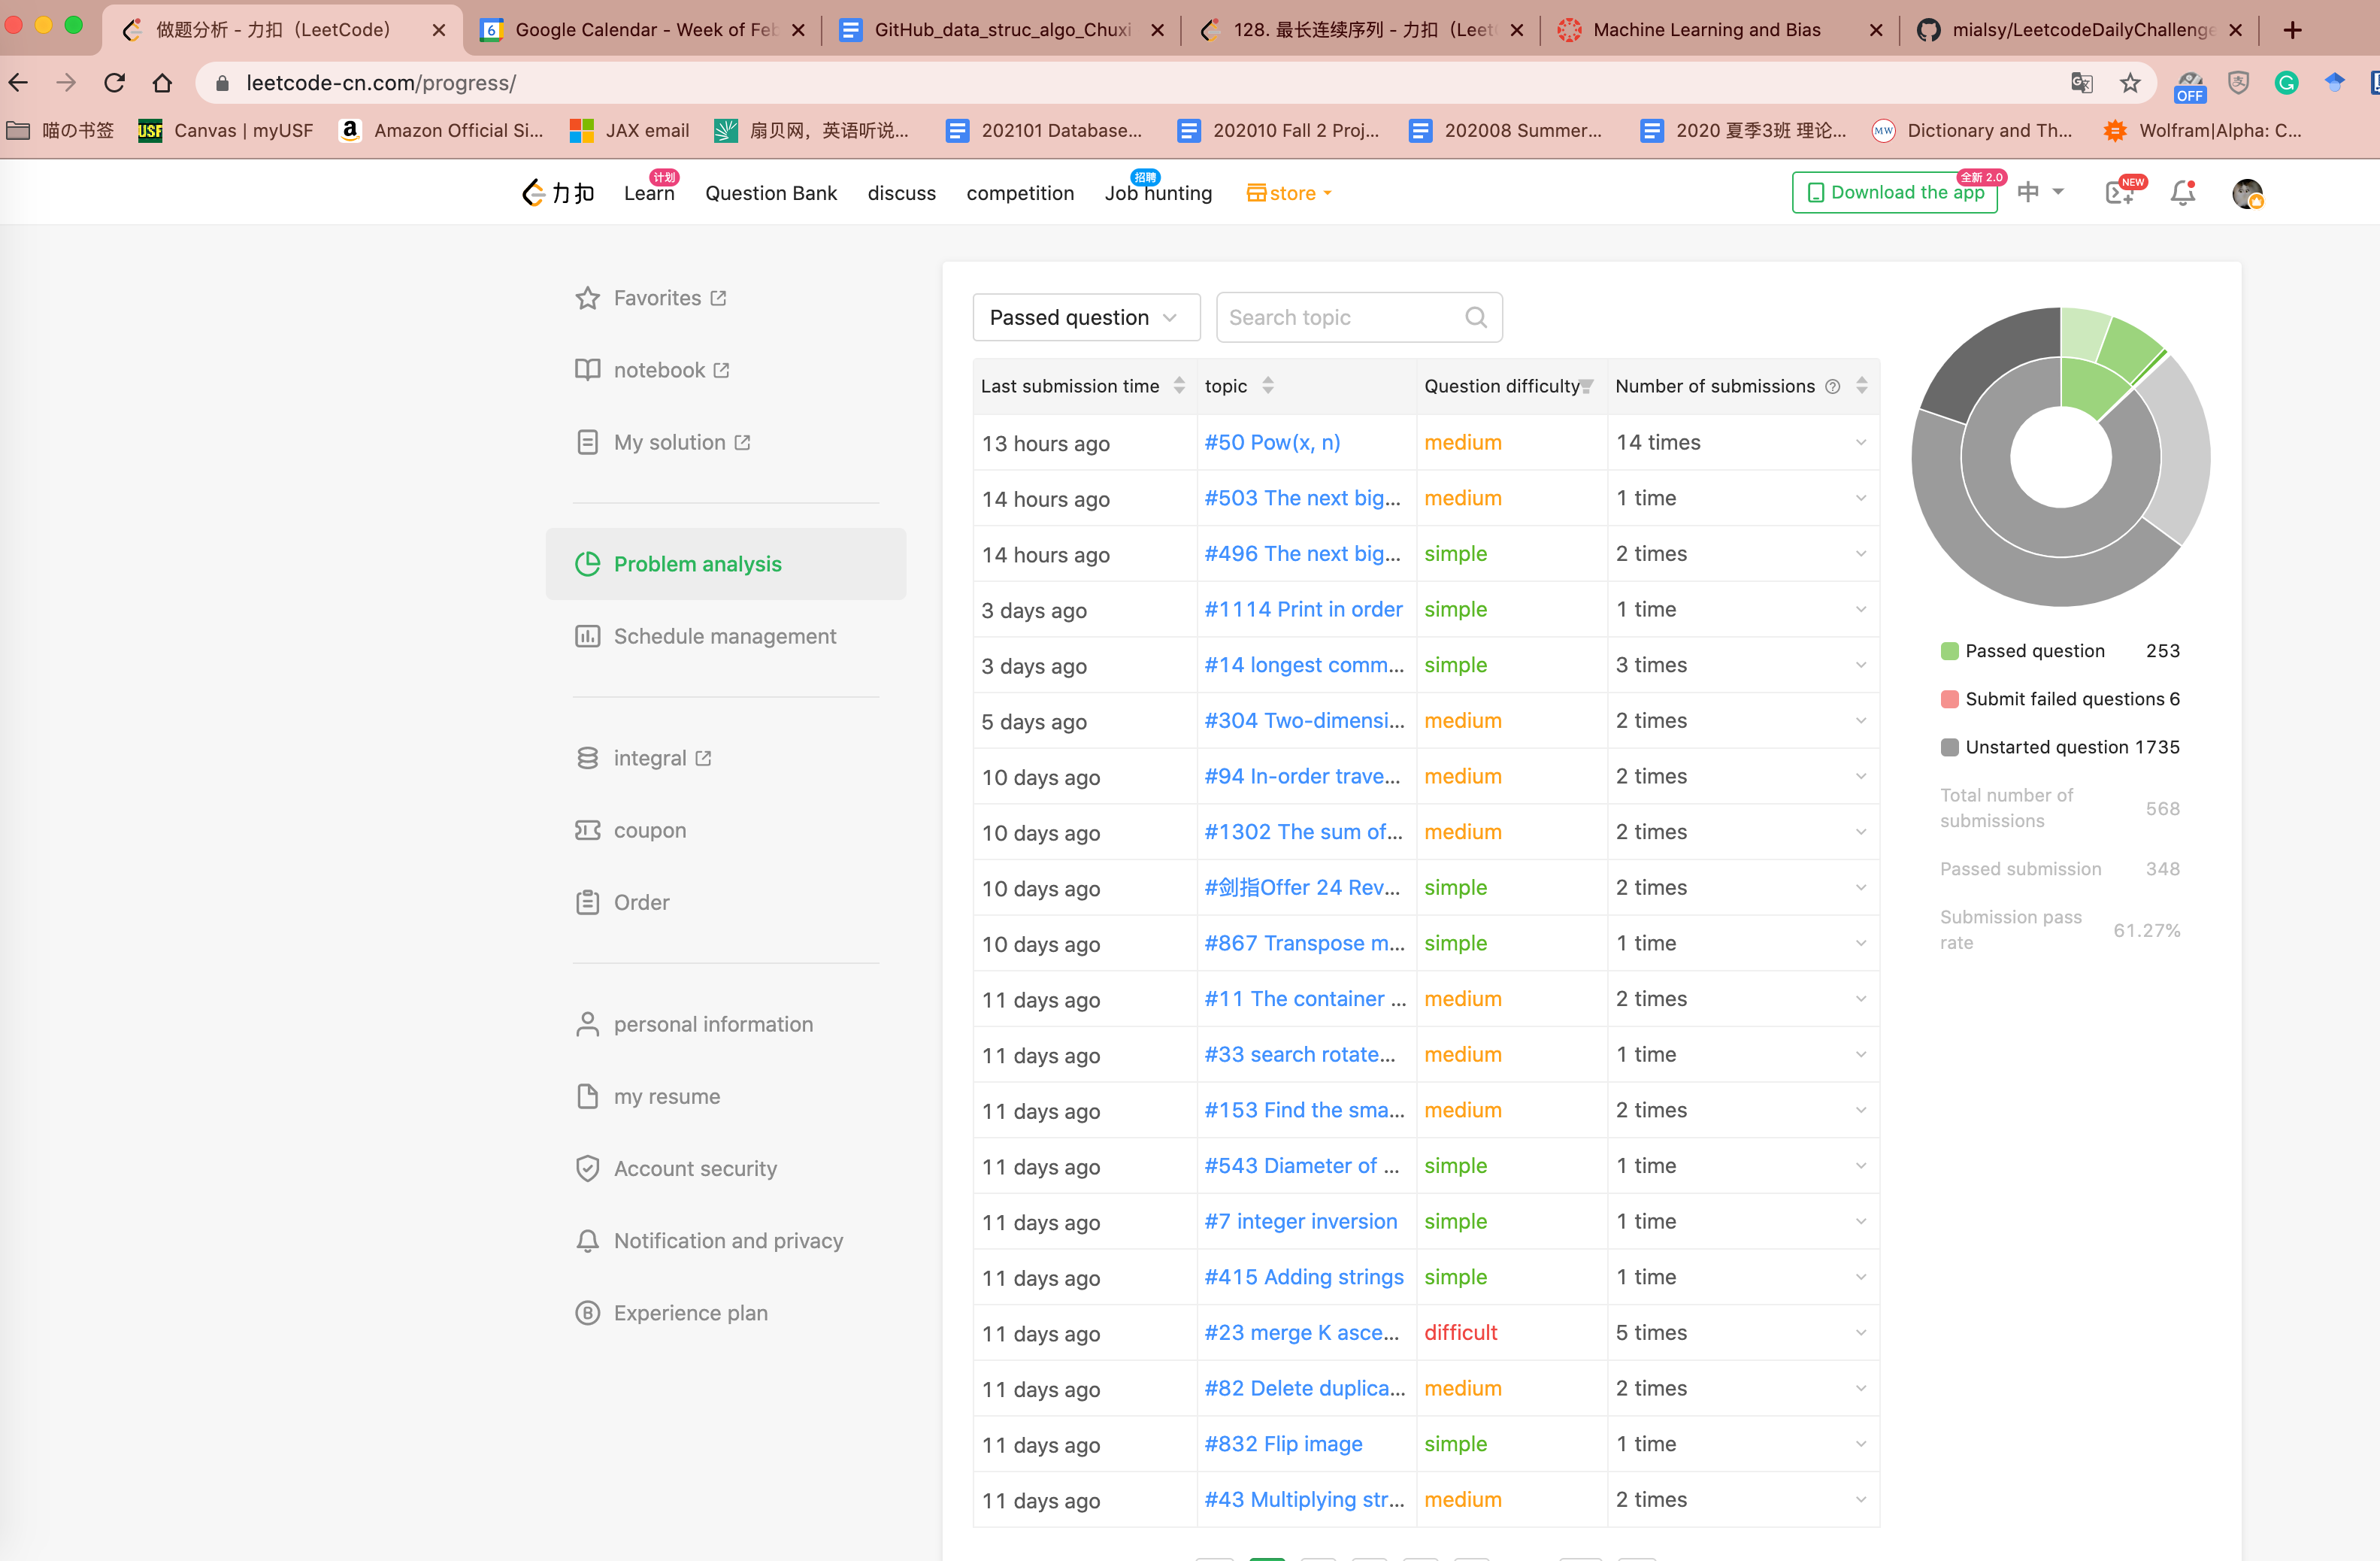 做题分析 - 力扣（LeetCode）
Google Calendar - Week of Feb
GitHub_data_struc_algo_Chuxi
128. 最长连续序列 - 力扣（Leet
Machine Learning and Bias
mialsy/LeetcodeDailyChallenge
leetcode-cn.com/progress/
OFF
喵の书签
USF
Canvas | myUSF
Amazon Official Si...
JAX email
扇贝网，英语听说...
202101 Database...
202010 Fall 2 Proj...
202008 Summer...
2020 夏季3班 理论...
Dictionary and Th...
Wolfram|Alpha: C...
力扣
Learn
计划
Question Bank
discuss
competition
Job hunting
招聘
store
Download the app
全新 2.0
中
NEW
Favorites
notebook
My solution
Problem analysis
Schedule management
integral
coupon
Order
personal information
my resume
Account security
Notification and privacy
Experience plan
Passed question
Search topic
Last submission time topic Question difficulty Number of submissions
13 hours ago #50 Pow(x, n) medium 14 times
14 hours ago #503 The next big... medium 1 time
14 hours ago #496 The next big... simple 2 times
3 days ago #1114 Print in order simple 1 time
3 days ago #14 longest comm... simple 3 times
5 days ago #304 Two-dimensi... medium 2 times
10 days ago #94 In-order trave... medium 2 times
10 days ago #1302 The sum of... medium 2 times
10 days ago #剑指Offer 24 Rev... simple 2 times
10 days ago #867 Transpose m... simple 1 time
11 days ago #11 The container ... medium 2 times
11 days ago #33 search rotate... medium 1 time
11 days ago #153 Find the sma... medium 2 times
11 days ago #543 Diameter of ... simple 1 time
11 days ago #7 integer inversion simple 1 time
11 days ago #415 Adding strings simple 1 time
11 days ago #23 merge K asce... difficult 5 times
11 days ago #82 Delete duplica... medium 2 times
11 days ago #832 Flip image simple 1 time
11 days ago #43 Multiplying str... medium 2 times
Passed question 253
Submit failed questions 6
Unstarted question 1735
Total number of
submissions 568
Passed submission 348
Submission pass
rate 61.27%